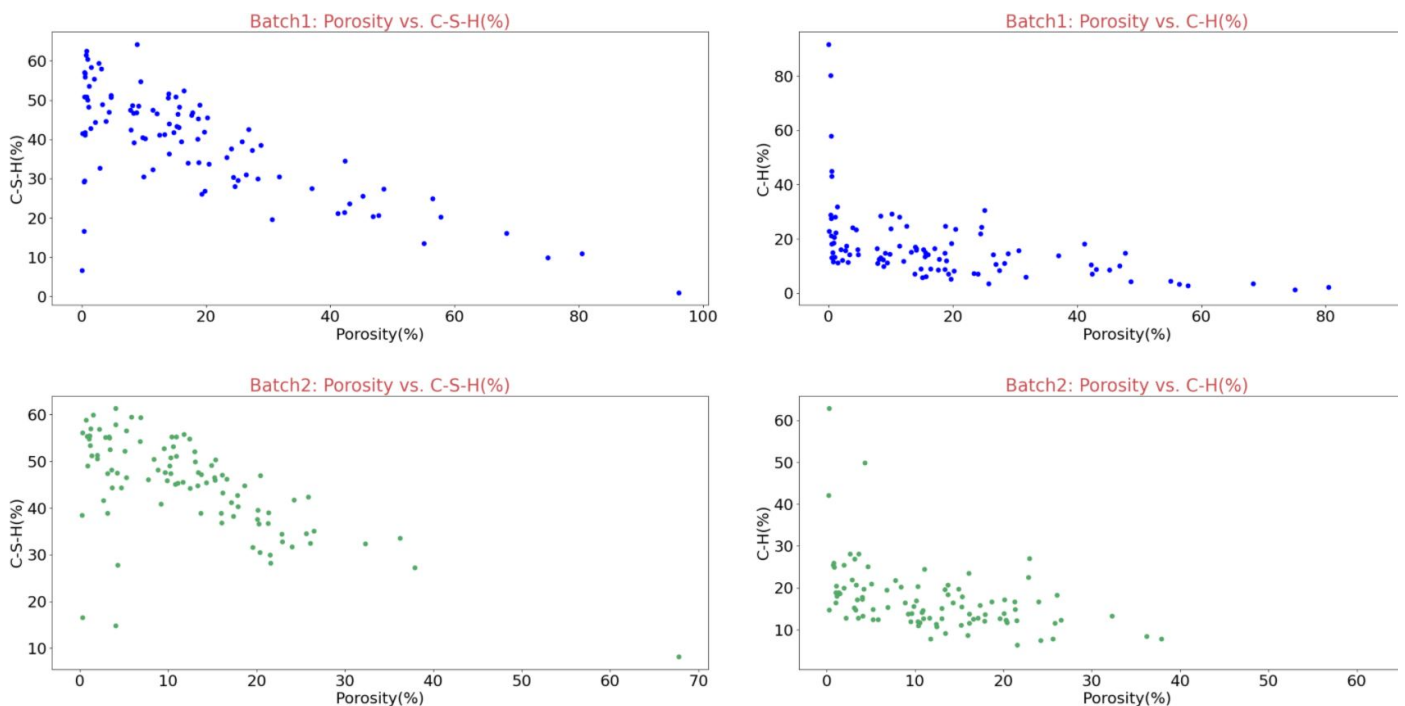 Batch1: Porosity vs. C-S-H(%)
60
50
40
30
20
10
0
C-S-H(%)
0 20 40 60 80 100
Porosity(%)
Batch1: Porosity vs. C-H(%)
80
60
40
20
0
C-H(%)
0 20 40 60 80
Porosity(%)
Batch2: Porosity vs. C-S-H(%)
60
50
40
30
20
10
C-S-H(%)
0 10 20 30 40 50 60 70
Porosity(%)
Batch2: Porosity vs. C-H(%)
60
50
40
30
20
10
C-H(%)
0 10 20 30 40 50 60
Porosity(%)